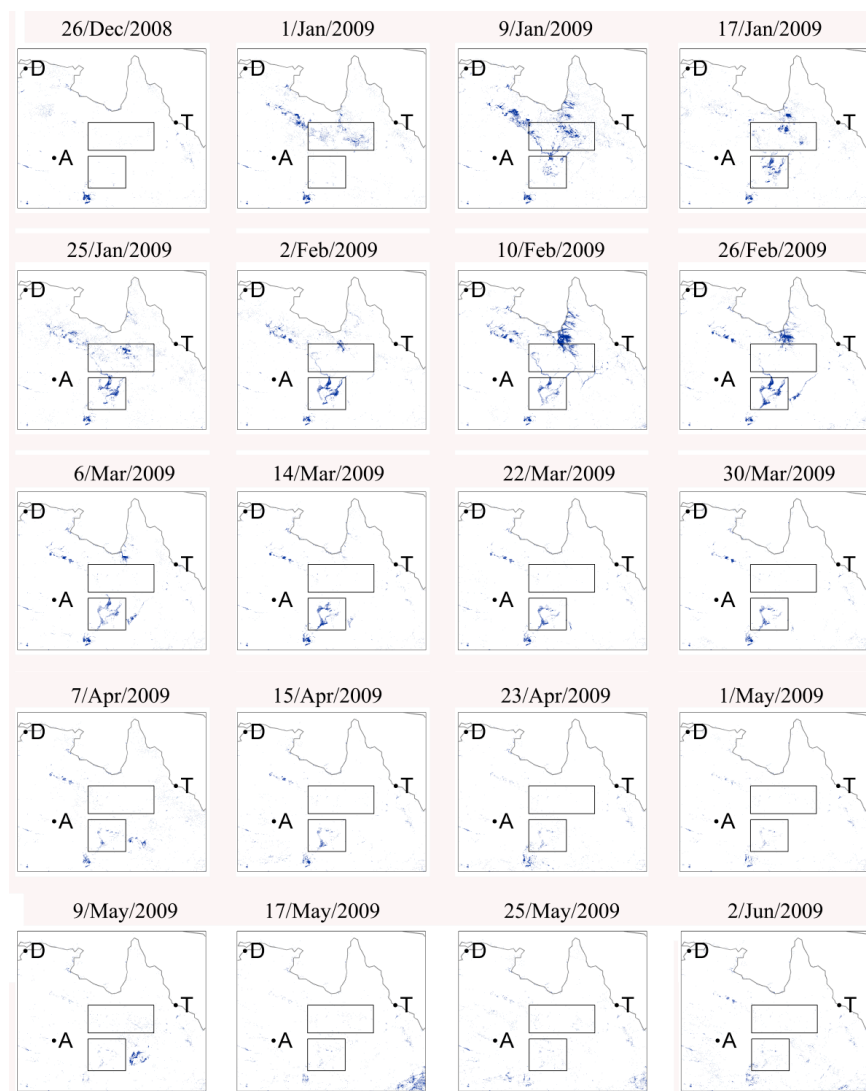 26/Dec/2008 1/Jan/2009 9/Jan/2009 17/Jan/2009
D D D D
T T T T
A A A A
25/Jan/2009 2/Feb/2009 10/Feb/2009 26/Feb/2009
D D D D
T T T T
A A A A
6/Mar/2009 14/Mar/2009 22/Mar/2009 30/Mar/2009
D D D D
T T T T
A A A A
7/Apr/2009 15/Apr/2009 23/Apr/2009 1/May/2009
D D D D
T T T T
A A A A
9/May/2009 17/May/2009 25/May/2009 2/Jun/2009
D D D D
T T T T
A A A A